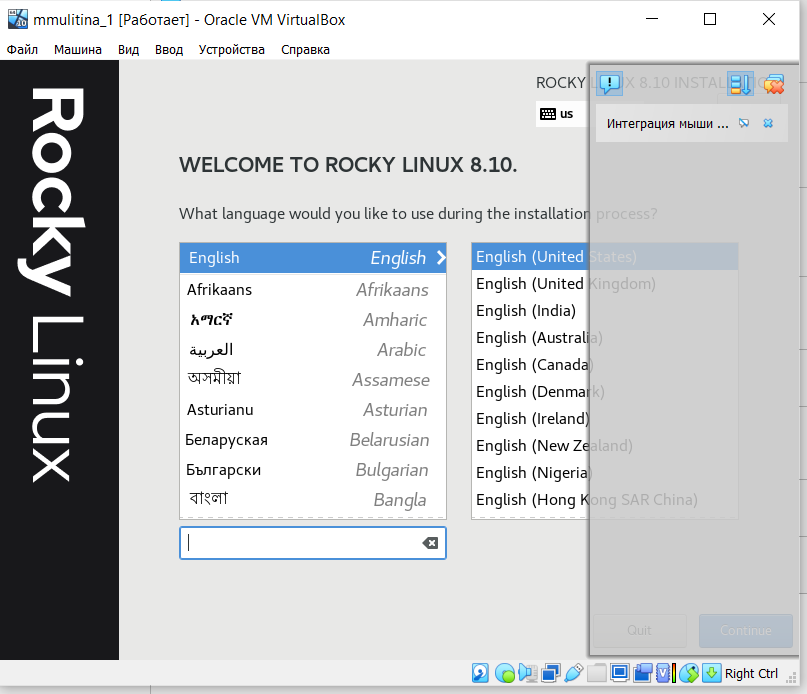 mmulitina_1 [Работает] - Oracle VM VirtualBox
Файл Машина Вид Ввод Устройства Справка
Rocky Linux
ROCKY LINUX 8.10 INSTALLATION
us
Интеграция мыши ...
WELCOME TO ROCKY LINUX 8.10.
What language would you like to use during the installation process?
English English
Afrikaans Afrikaans
አማርኛ Amharic
العربية Arabic
অসমীয়া Assamese
Asturianu Asturian
Беларуская Belarusian
Български Bulgarian
বাংলা Bangla
English (United States)
English (United Kingdom)
English (India)
English (Australia)
English (Canada)
English (Denmark)
English (Ireland)
English (New Zealand)
English (Nigeria)
English (Hong Kong SAR China)
Quit Continue
Right Ctrl